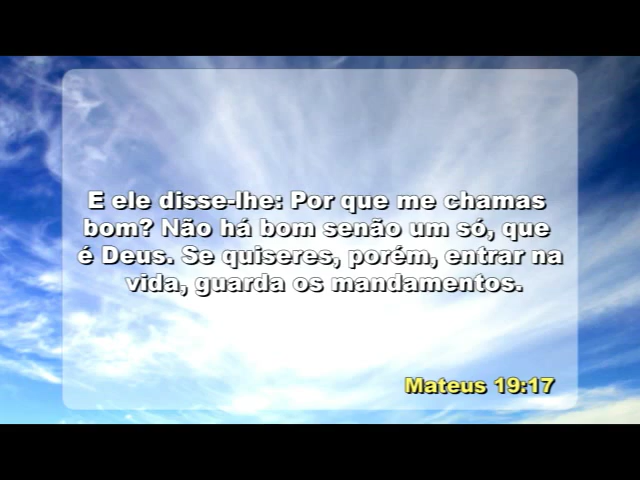 E ele disse-lhe: Por que me chamas
bom? Não há bom senão um só, que
é Deus. Se quiseres, porém, entrar na
vida, guarda os mandamentos.
Mateus 19:17